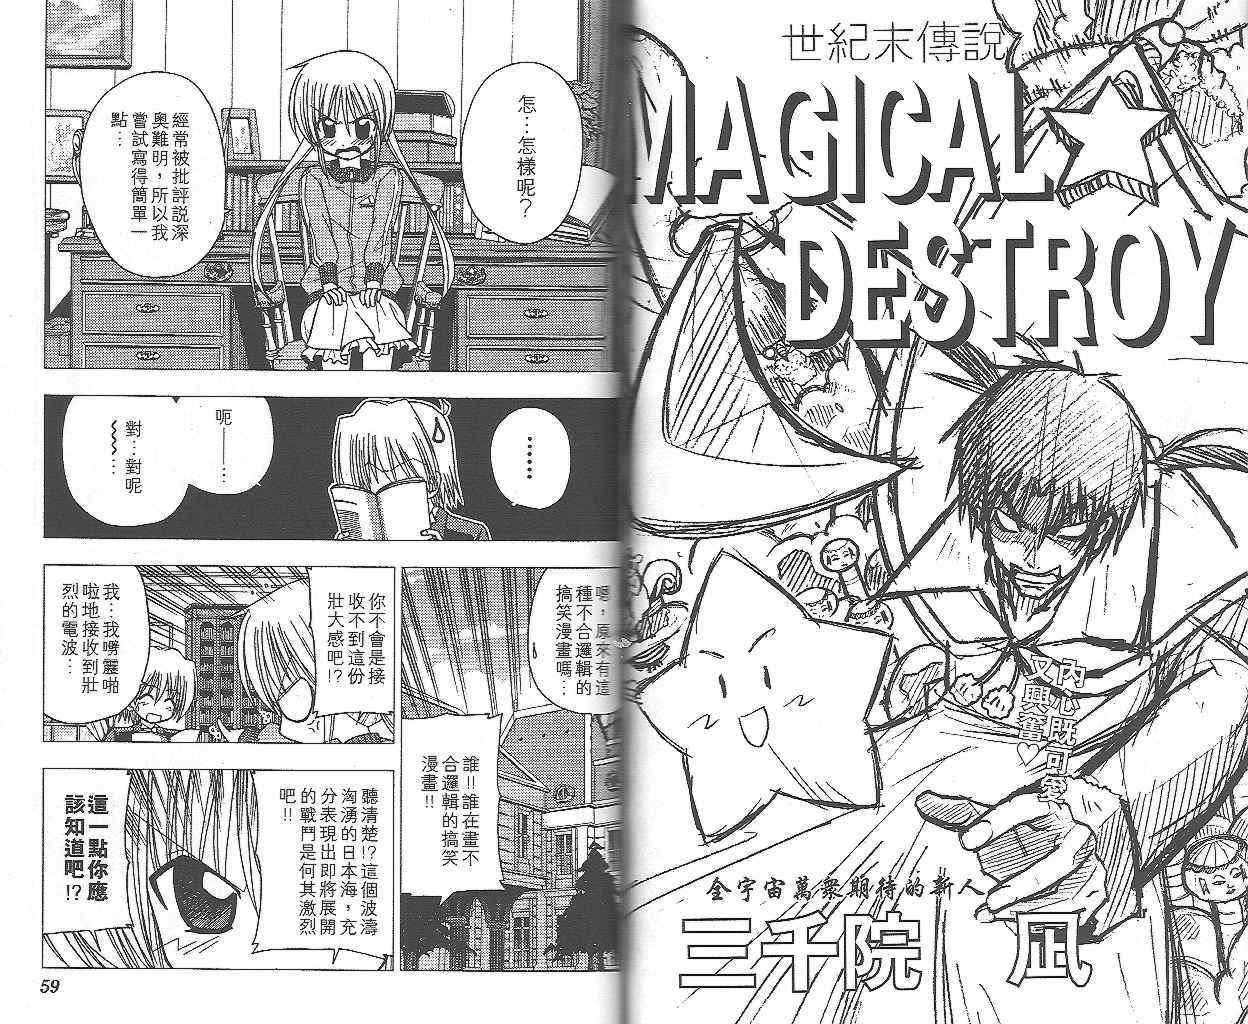 世紀末傳說
MAGICAL
DESTROY
內心既可愛
又興奮♡
全宇宙萬眾期待的新人
三千院 凪
怎…怎樣呢?
經常被批評說深
奧難明,所以我
嘗試寫得簡單一
點…
……
呃——…
對…對呢
~~~…
嗯,原來有這
種不合邏輯的
搞笑漫畫嗎…
誰!!誰在畫不
合邏輯的搞笑
漫畫!!
你不會是接
收不到這份
壯大感吧!?
我…我嘮靂啪
啦地接收到壯
烈的電波…
聽清楚!?這個波濤
洶湧的日本海,充
分表現出即將展開
的戰鬥是何其激烈
吧!!
這一點你應
該知道吧!?
59